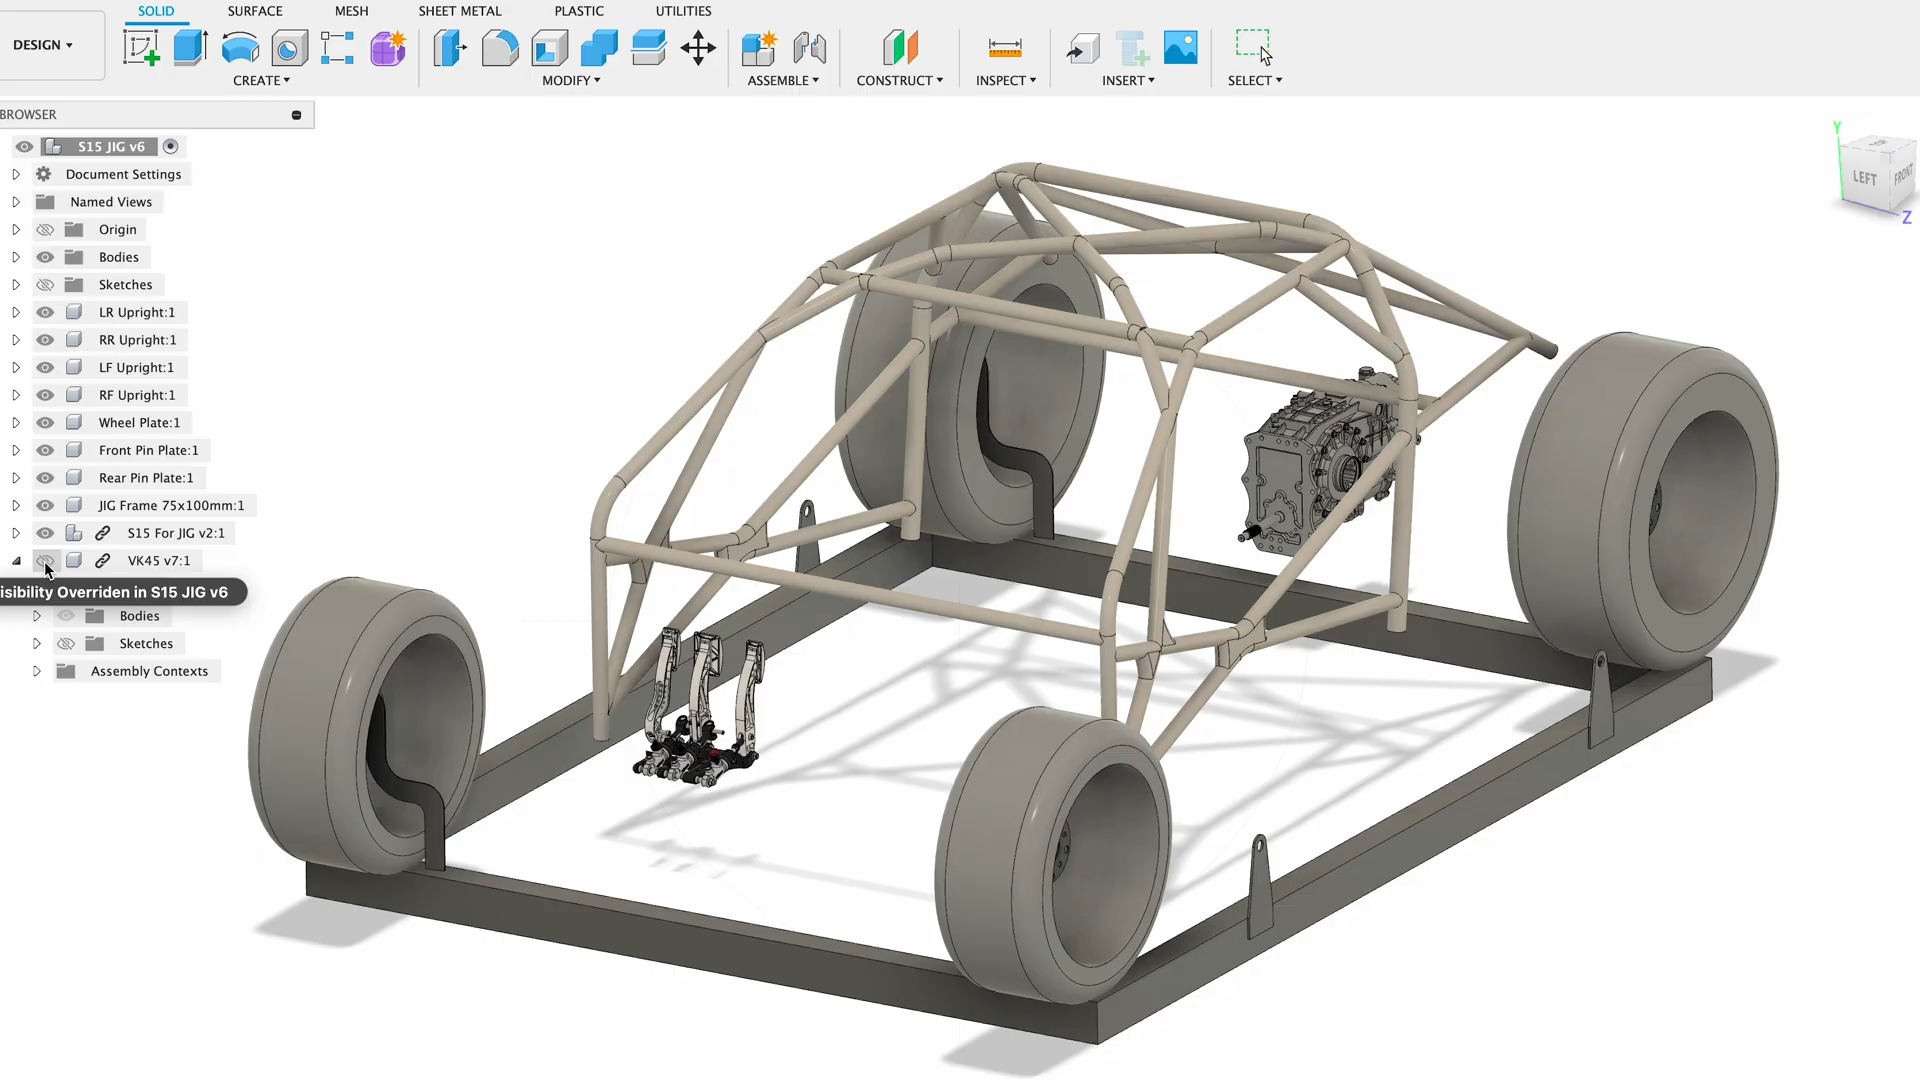 SOLID SURFACE MESH SHEET METAL PLASTIC UTILITIES
DESIGN
CREATE MODIFY ASSEMBLE CONSTRUCT INSPECT INSERT SELECT
BROWSER
S15 JIG v6
Document Settings
Named Views
Origin
Bodies
Sketches
LR Upright:1
RR Upright:1
LF Upright:1
RF Upright:1
Wheel Plate:1
Front Pin Plate:1
Rear Pin Plate:1
JIG Frame 75x100mm:1
S15 For JIG v2:1
VK45 v7:1
isibility Overriden in S15 JIG v6
Bodies
Sketches
Assembly Contexts
Y
LEFT
FRONT
Z